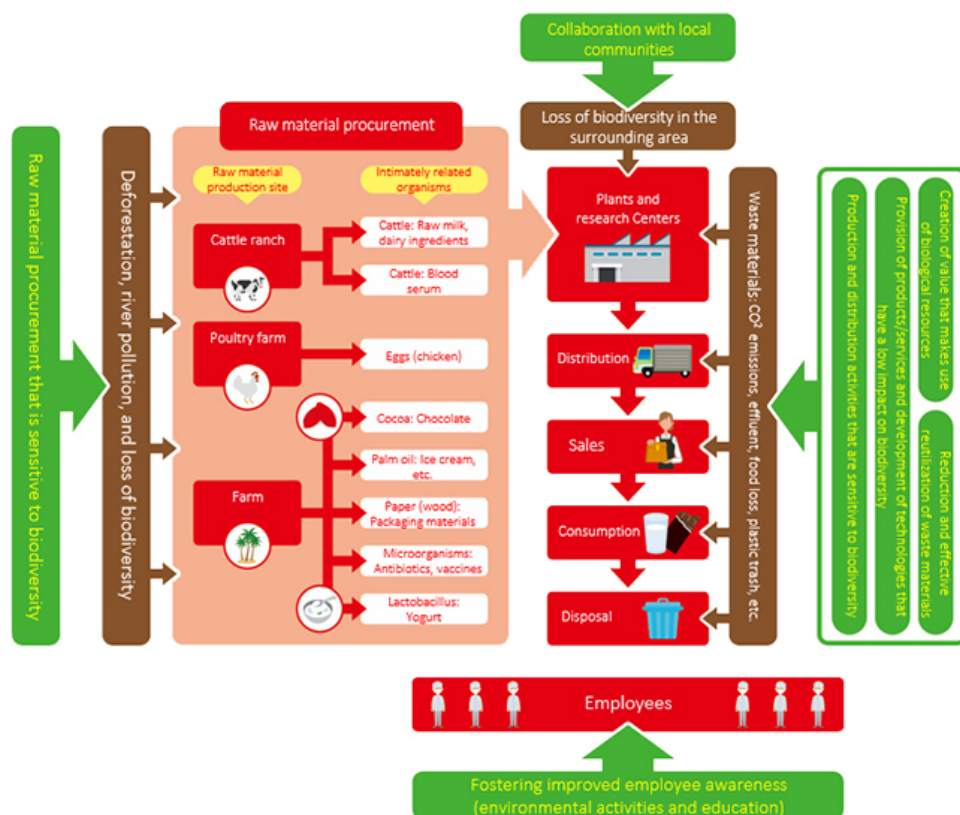 Collaboration with local
communities
Loss of biodiversity in the
surrounding area
Raw material procurement that is sensitive to biodiversity
Deforestation, river pollution, and loss of biodiversity
Raw material procurement
Raw material
production site
Intimately related
organisms
Cattle ranch
Cattle: Raw milk,
dairy ingredients
Cattle: Blood
serum
Poultry farm
Eggs (chicken)
Farm
Cocoa: Chocolate
Palm oil: Ice cream,
etc.
Paper (wood):
Packaging materials
Microorganisms:
Antibiotics, vaccines
Lactobacillus:
Yogurt
Plants and
research Centers
Distribution
Sales
Consumption
Disposal
Waste materials: CO² emissions, effluent, food loss, plastic trash, etc.
Creation of value that makes use
of biological resources
Reduction and effective
reutilization of waste materials
Provision of products/services and development of technologies that
have a low impact on biodiversity
Production and distribution activities that are sensitive to biodiversity
Employees
Fostering improved employee awareness
(environmental activities and education)